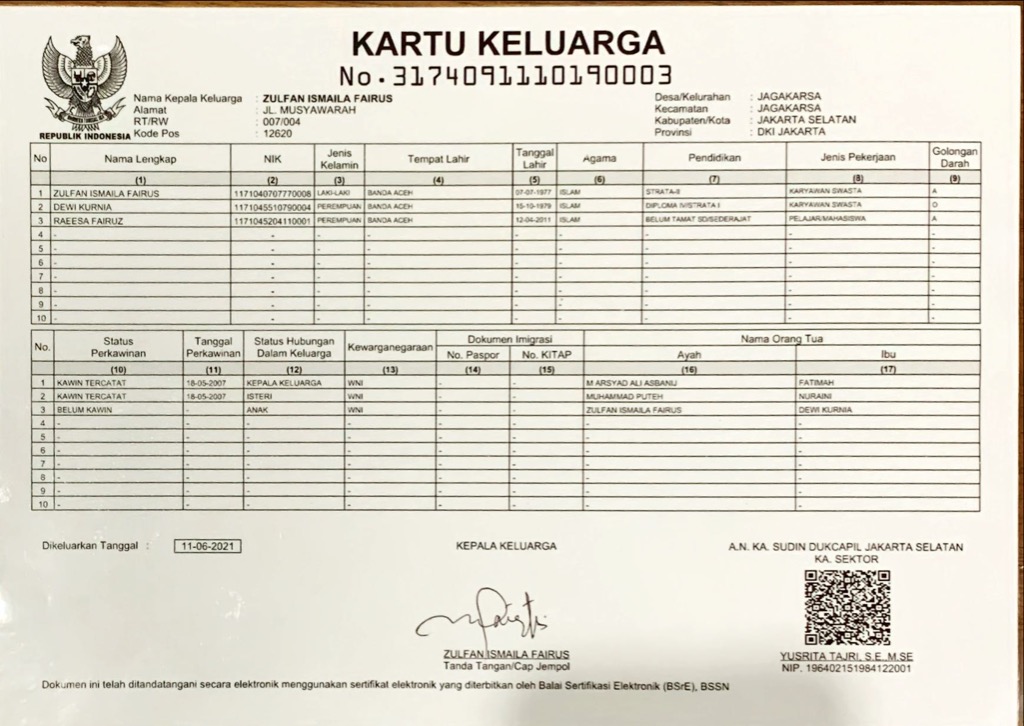 KARTU KELUARGA
No. 3174091110190003
REPUBLIK INDONESIA
Nama Kepala Keluarga : ZULFAN ISMAILA FAIRUS
Alamat : JL. MUSYAWARAH
RT/RW : 007/004
Kode Pos : 12620
Desa/Kelurahan : JAGAKARSA
Kecamatan : JAGAKARSA
Kabupaten/Kota : JAKARTA SELATAN
Provinsi : DKI JAKARTA
No Nama Lengkap NIK Jenis Kelamin Tempat Lahir Tanggal Lahir Agama Pendidikan Jenis Pekerjaan Golongan Darah
(1) (2) (3) (4) (5) (6) (7) (8) (9)
1 ZULFAN ISMAILA FAIRUS 1171040707770008 LAKI-LAKI BANDA ACEH 07-07-1977 ISLAM STRATA-II KARYAWAN SWASTA A
2 DEWI KURNIA 1171045510790004 PEREMPUAN BANDA ACEH 15-10-1979 ISLAM DIPLOMA IV/STRATA I KARYAWAN SWASTA O
3 RAEESA FAIRUZ 1171045204110001 PEREMPUAN BANDA ACEH 12-04-2011 ISLAM BELUM TAMAT SD/SEDERAJAT PELAJAR/MAHASISWA A
4 - - - - - - - - -
5 - - - - - - - - -
6 - - - - - - - - -
7 - - - - - - - - -
8 - - - - - - - - -
9 - - - - - - - - -
10 - - - - - - - - -
No. Status Perkawinan Tanggal Perkawinan Status Hubungan Dalam Keluarga Kewarganegaraan Dokumen Imigrasi Nama Orang Tua
No. Paspor No. KITAP Ayah Ibu
(10) (11) (12) (13) (14) (15) (16) (17)
1 KAWIN TERCATAT 18-05-2007 KEPALA KELUARGA WNI - - M ARSYAD ALI ASBANIJ FATIMAH
2 KAWIN TERCATAT 18-05-2007 ISTERI WNI - - MUHAMMAD PUTEH NURAINI
3 BELUM KAWIN - ANAK WNI - - ZULFAN ISMAILA FAIRUS DEWI KURNIA
4 - - - - - - - -
5 - - - - - - - -
6 - - - - - - - -
7 - - - - - - - -
8 - - - - - - - -
9 - - - - - - - -
10 - - - - - - - -
Dikeluarkan Tanggal : 11-06-2021
KEPALA KELUARGA
ZULFAN ISMAILA FAIRUS
Tanda Tangan/Cap Jempol
A.N. KA. SUDIN DUKCAPIL JAKARTA SELATAN
KA. SEKTOR
YUSRITA TAJRI, S.E.,M.SE
NIP. 196402151984122001
Dokumen ini telah ditandatangani secara elektronik menggunakan sertifikat elektronik yang diterbitkan oleh Balai Sertifikasi Elektronik (BSrE), BSSN